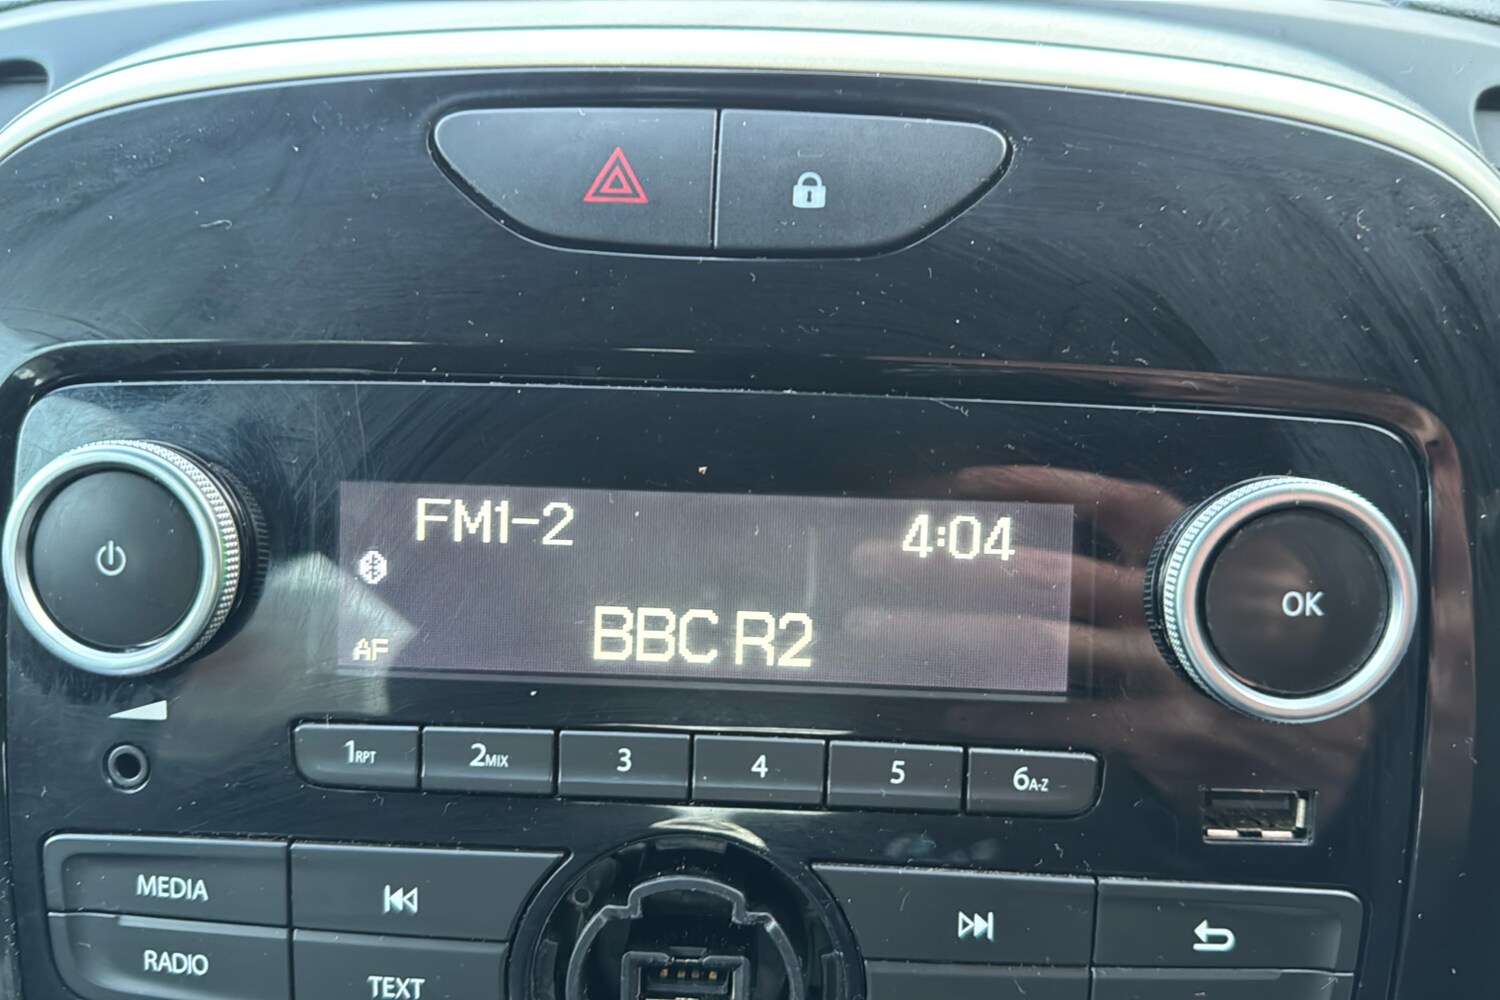 FM1-2
4:04
AF
BBC R2
OK
1RPT
2MIX
3
4
5
6A-Z
MEDIA
RADIO
TEXT